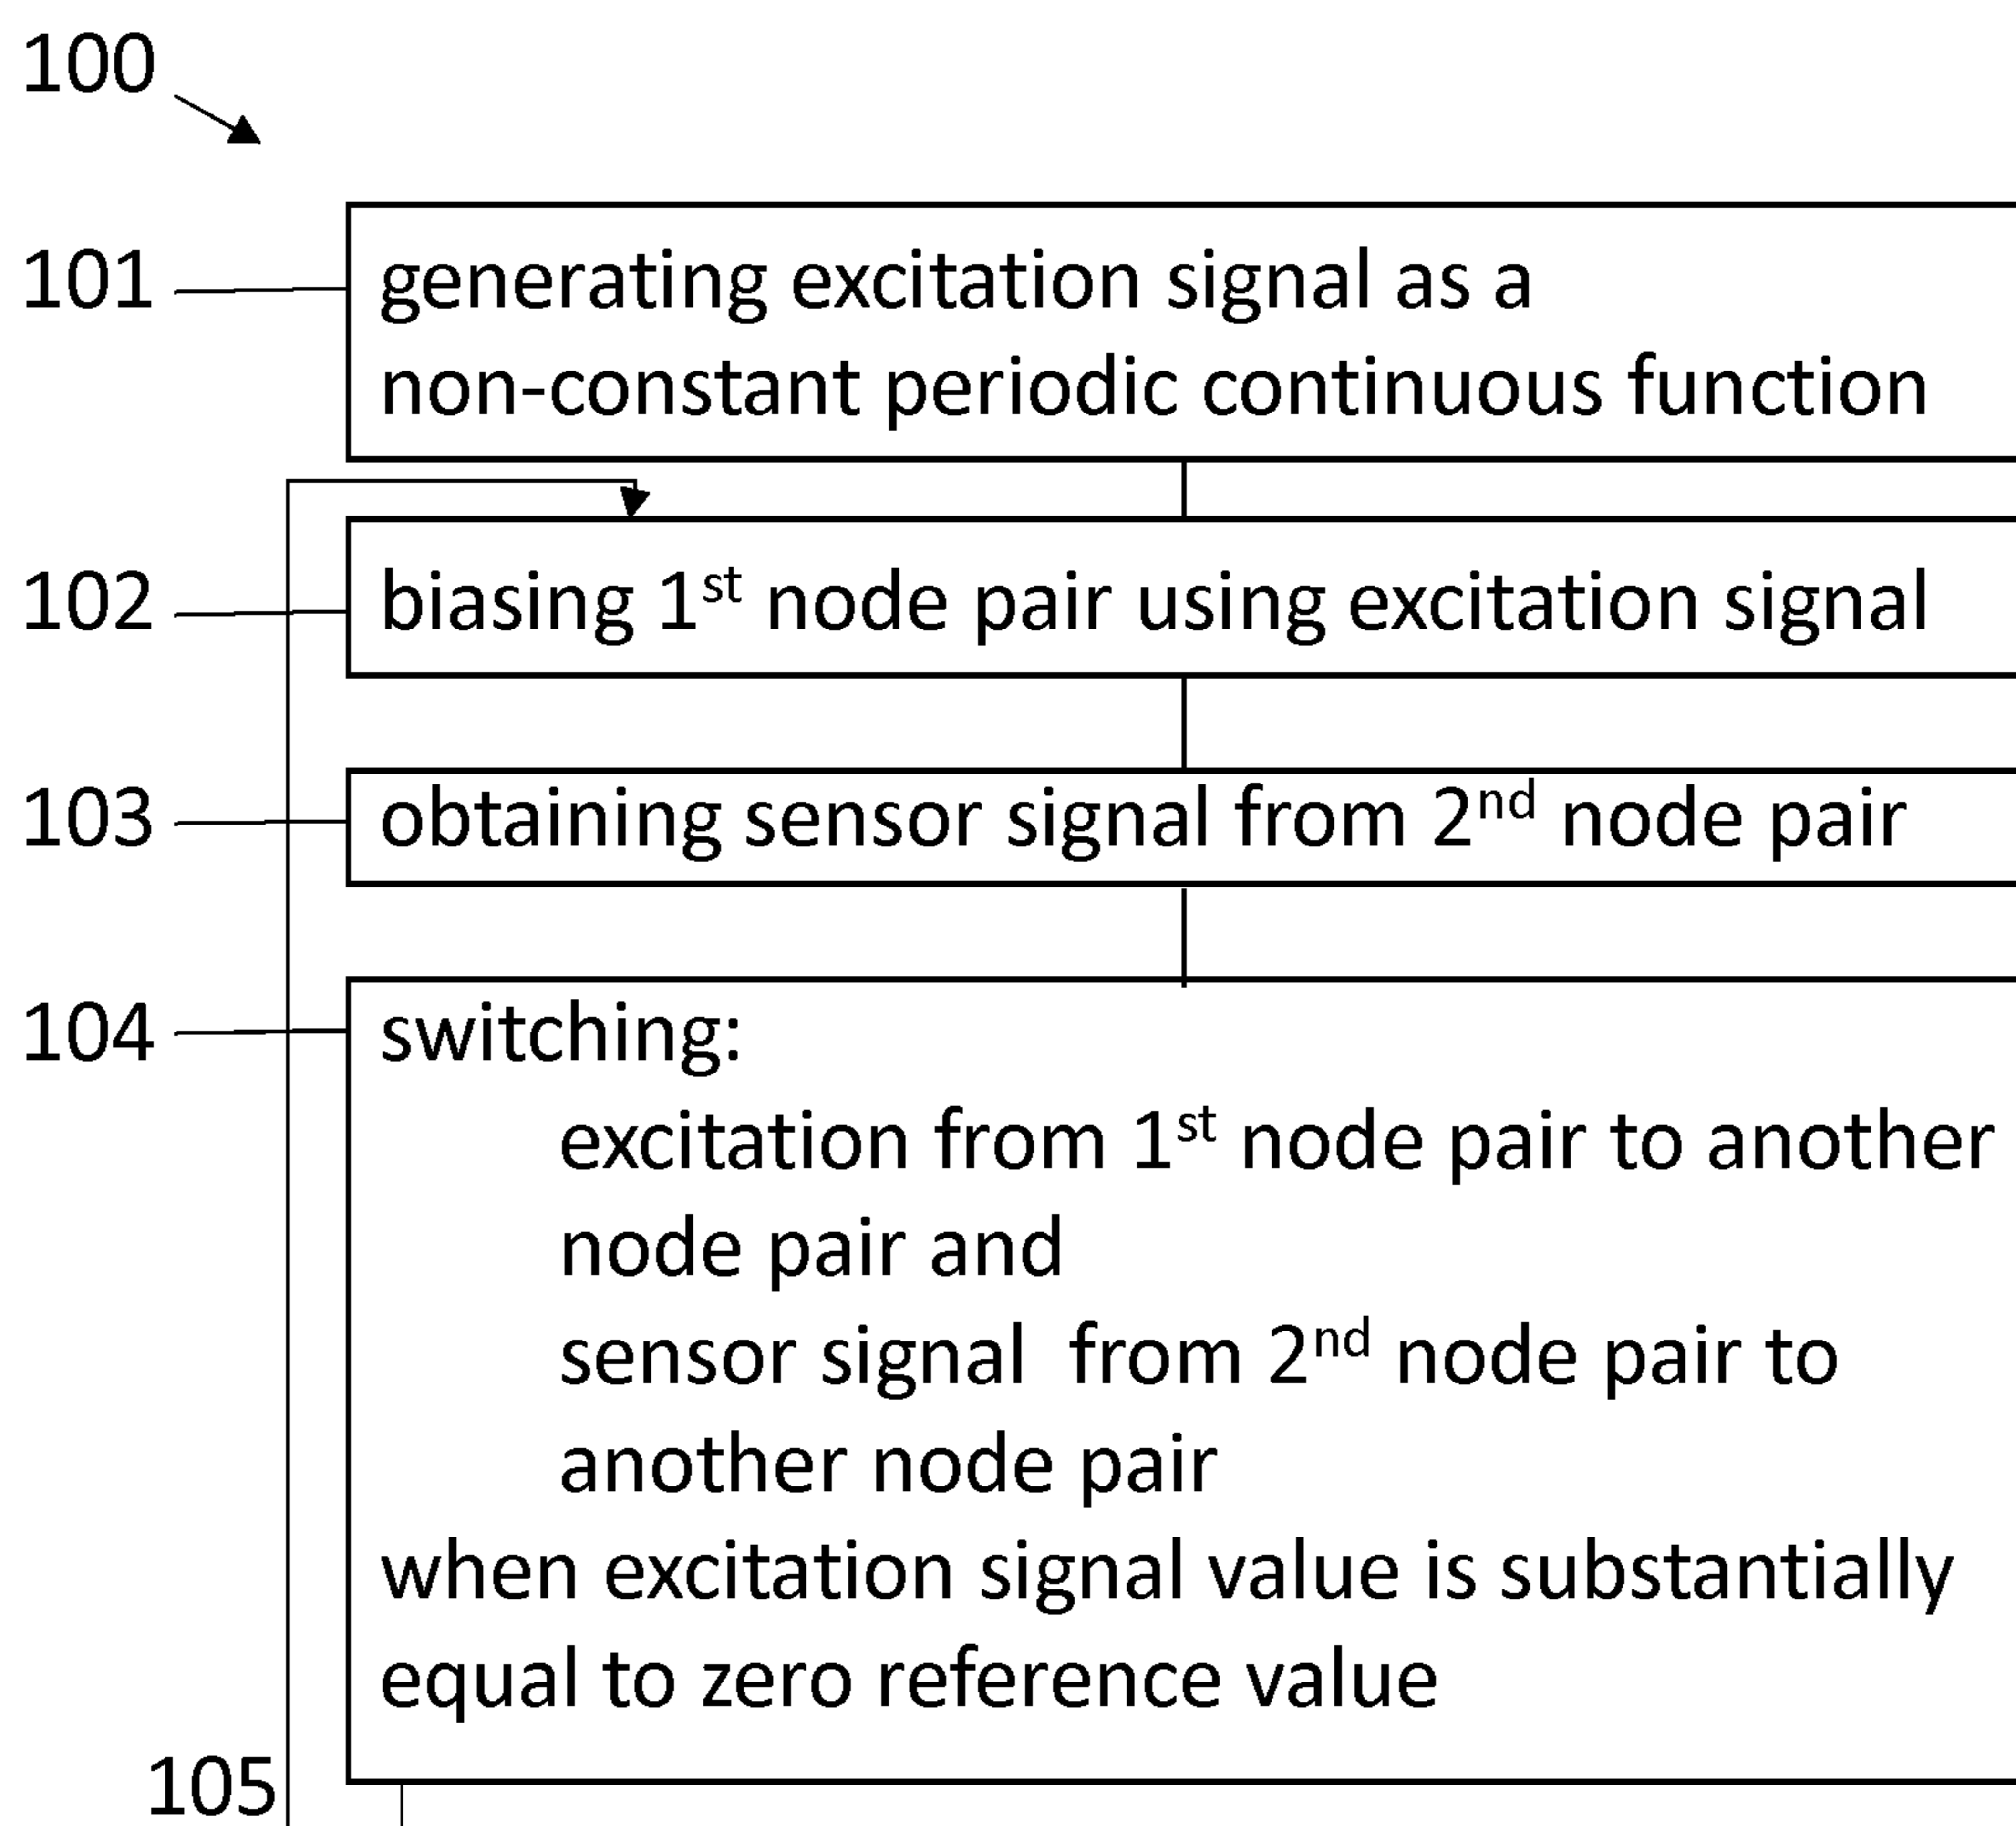 100
101
generating excitation signal as a
non-constant periodic continuous function
102
biasing 1st node pair using excitation signal
103
obtaining sensor signal from 2nd node pair
104
switching:
excitation from 1st node pair to another
node pair and
sensor signal from 2nd node pair to
another node pair
when excitation signal value is substantially
equal to zero reference value
105